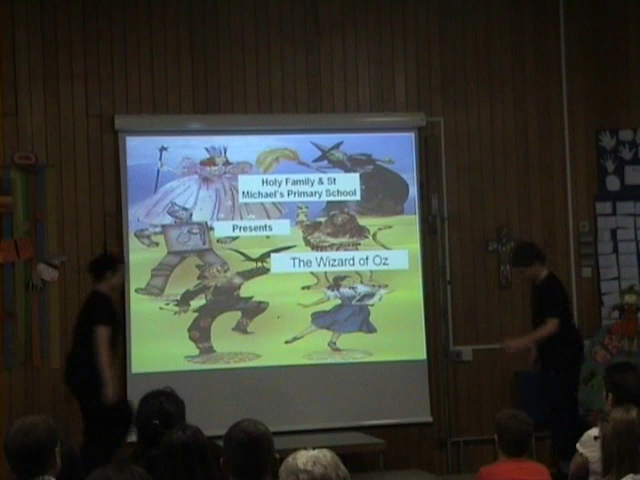 Holy Family & St
Michael's Primary School
Presents
The Wizard of Oz